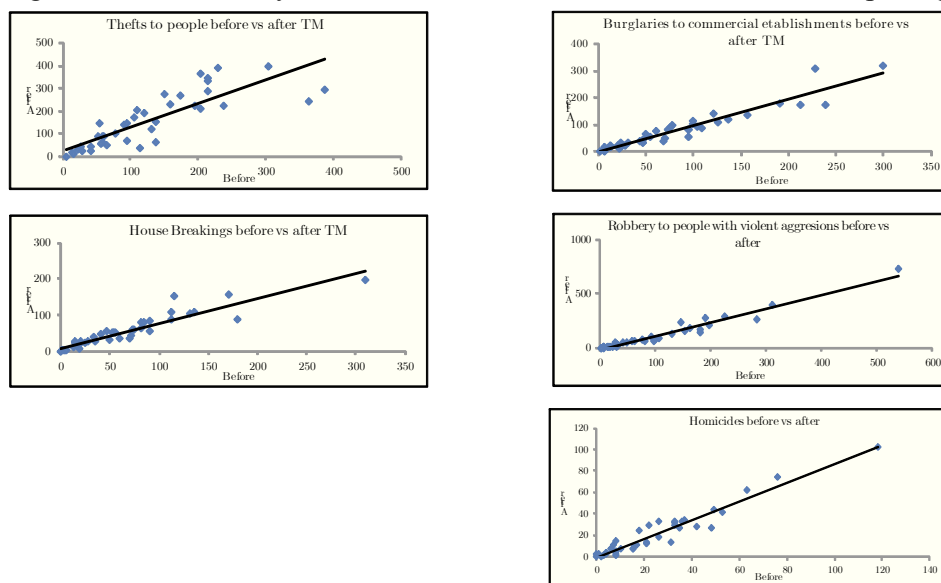 Thefts to people before vs after TM
500
400
300
200
100
0
0 100 200 300 400 500
Before
Burglaries to commercial etablishments before vs
after TM
400
300
200
100
0
0 50 100 150 200 250 300 350
Before
House Breakings before vs after TM
300
200
100
0
0 50 100 150 200 250 300 350
Before
Robbery to people with violent aggresions before vs
after
1000
500
0
0 100 200 300 400 500 600
Before
Homicides before vs after
120
100
80
60
40
20
0
0 20 40 60 80 100 120 140
Before